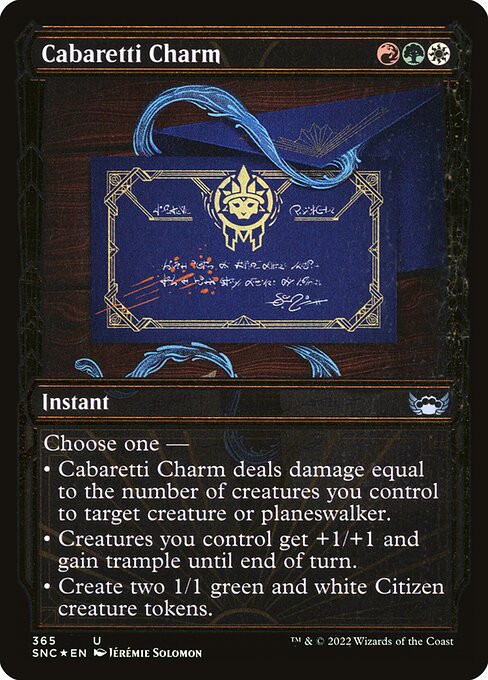 Cabaretti Charm
Instant
Choose one —
• Cabaretti Charm deals damage equal
to the number of creatures you control
to target creature or planeswalker.
• Creatures you control get +1/+1 and
gain trample until end of turn.
• Create two 1/1 green and white Citizen
creature tokens.
365 U
SNC★EN JÉRÉMIE SOLOMON
™ & © 2022 Wizards of the Coast